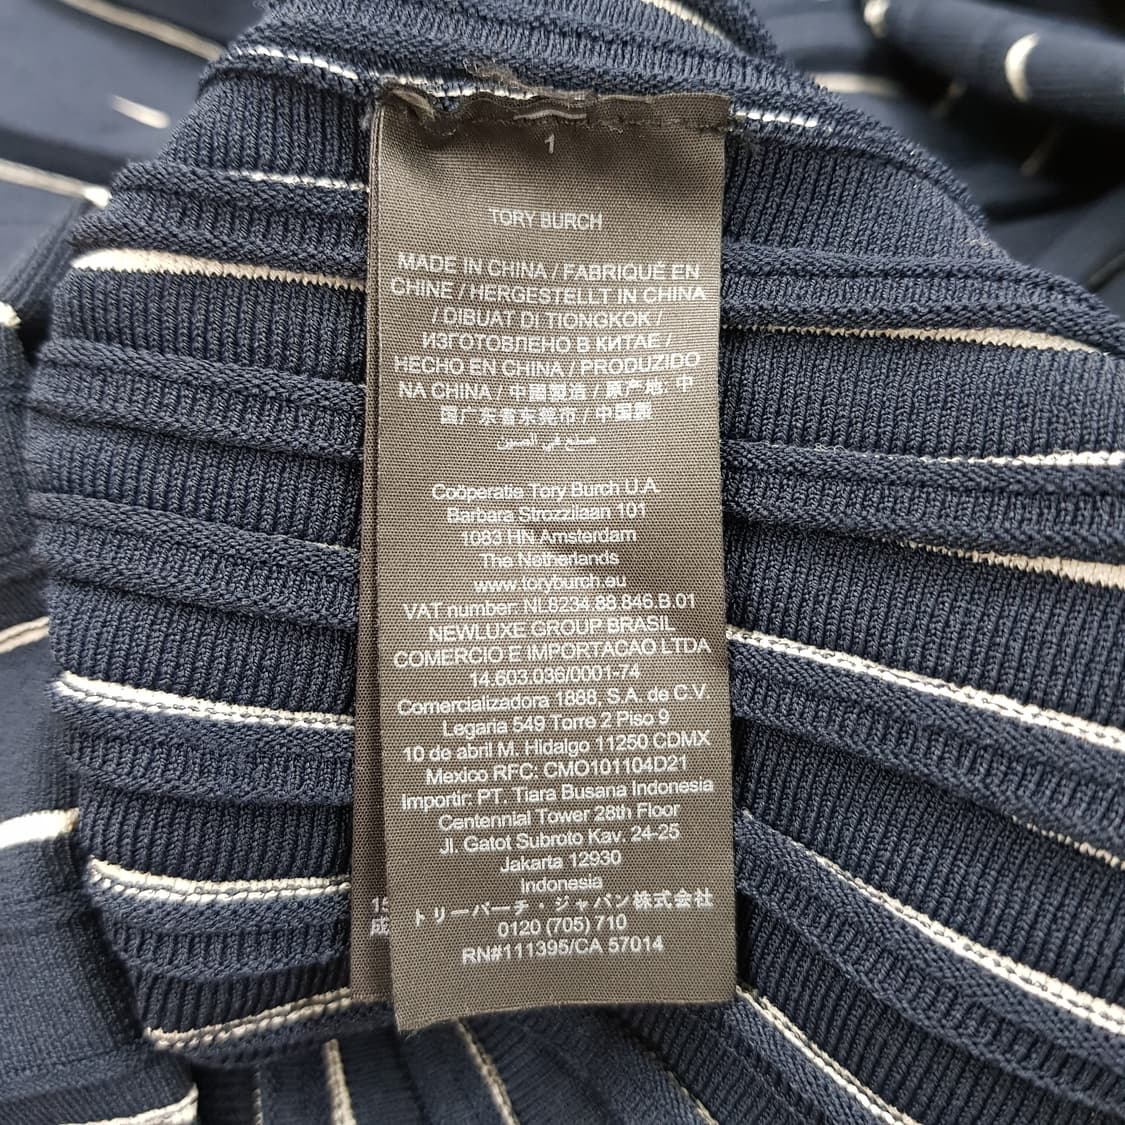 1
TORY BURCH
MADE IN CHINA / FABRIQUÉ EN
CHINE / HERGESTELLT IN CHINA
/ DIBUAT DI TIONGKOK /
ИЗГОТОВЛЕНО В КИТАЕ /
HECHO EN CHINA / PRODUZIDO
NA CHINA / 中國製造 / 原产地: 中
国广东省东莞市 / 中国製
صنع في الصين
Coöperatie Tory Burch U.A.
Barbara Strozzilaan 101
1083 HN Amsterdam
The Netherlands
www.toryburch.eu
VAT number: NL8234.88.846.B.01
NEWLUXE GROUP BRASIL
COMERCIO E IMPORTACAO LTDA
14.603.036/0001-74
Comercializadora 1888, S.A. de C.V.
Legaria 549 Torre 2 Piso 9
10 de abril M. Hidalgo 11250 CDMX
Mexico RFC: CMO101104D21
Importir: PT. Tiara Busana Indonesia
Centennial Tower 28th Floor
Jl. Gatot Subroto Kav. 24-25
Jakarta 12930
Indonesia
トリーバーチ・ジャパン株式会社
0120 (705) 710
RN#111395/CA 57014